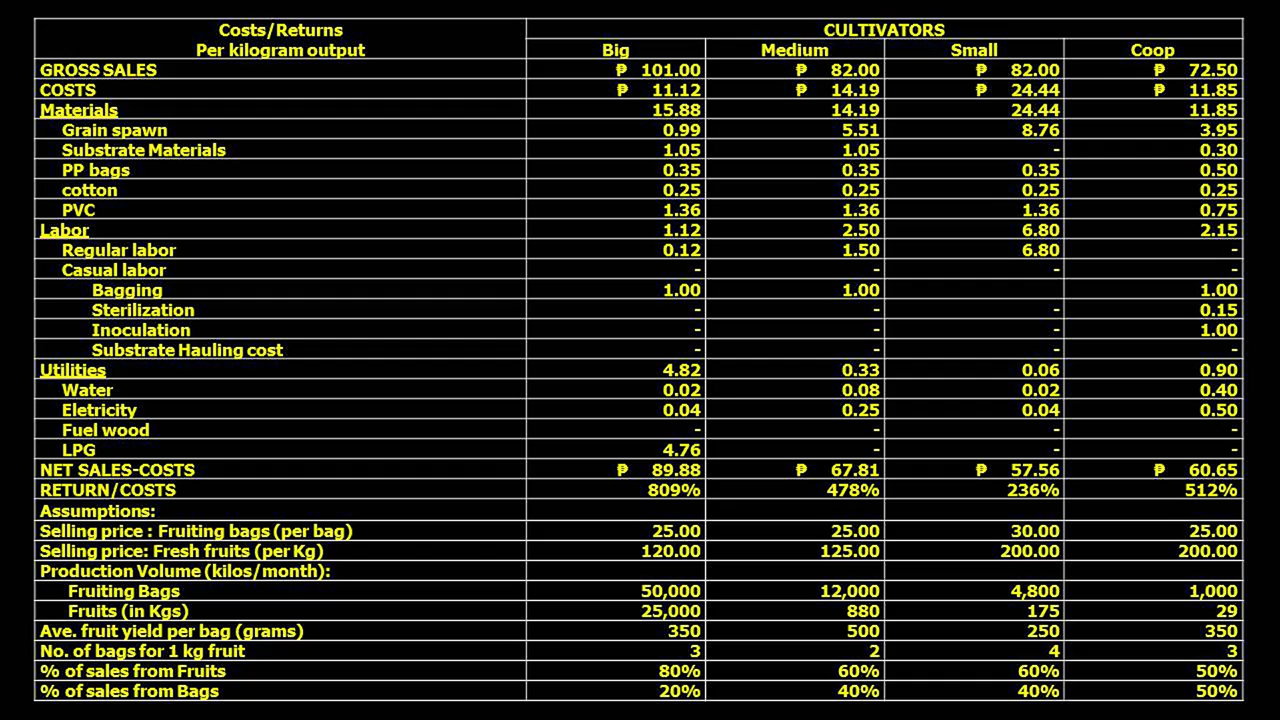 Costs/Returns CULTIVATORS
Per kilogram output Big Medium Small Coop
GROSS SALES ₱ 101.00 ₱ 82.00 ₱ 82.00 ₱ 72.50
COSTS ₱ 11.12 ₱ 14.19 ₱ 24.44 ₱ 11.85
Materials 15.88 14.19 24.44 11.85
Grain spawn 0.99 5.51 8.76 3.95
Substrate Materials 1.05 1.05 - 0.30
PP bags 0.35 0.35 0.35 0.50
cotton 0.25 0.25 0.25 0.25
PVC 1.36 1.36 1.36 0.75
Labor 1.12 2.50 6.80 2.15
Regular labor 0.12 1.50 6.80 -
Casual labor - - - -
Bagging 1.00 1.00 1.00
Sterilization - - - 0.15
Inoculation - - - 1.00
Substrate Hauling cost - - - -
Utilities 4.82 0.33 0.06 0.90
Water 0.02 0.08 0.02 0.40
Eletricity 0.04 0.25 0.04 0.50
Fuel wood - - - -
LPG 4.76 - - -
NET SALES-COSTS ₱ 89.88 ₱ 67.81 ₱ 57.56 ₱ 60.65
RETURN/COSTS 809% 478% 236% 512%
Assumptions:
Selling price : Fruiting bags (per bag) 25.00 25.00 30.00 25.00
Selling price: Fresh fruits (per Kg) 120.00 125.00 200.00 200.00
Production Volume (kilos/month):
Fruiting Bags 50,000 12,000 4,800 1,000
Fruits (in Kgs) 25,000 880 175 29
Ave. fruit yield per bag (grams) 350 500 250 350
No. of bags for 1 kg fruit 3 2 4 3
% of sales from Fruits 80% 60% 60% 50%
% of sales from Bags 20% 40% 40% 50%